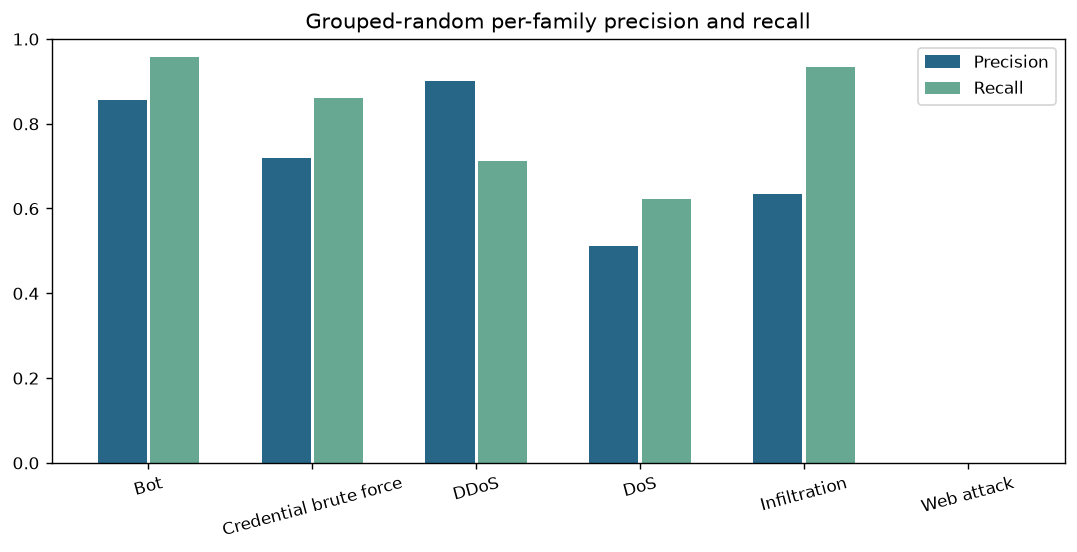 Grouped-random per-family precision and recall
1.0
0.8
0.6
0.4
0.2
0.0
Precision
Recall
Bot
Credential brute force
DDoS
DoS
Infiltration
Web attack